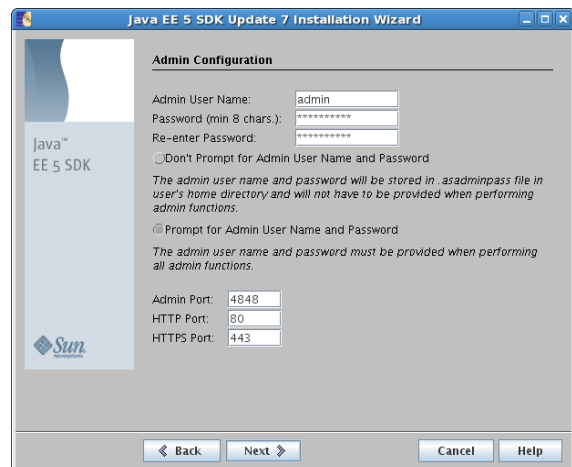 Java EE 5 SDK Update 7 Installation Wizard
Java™
EE 5 SDK
Sun
microsystems
Admin Configuration
Admin User Name: admin
Password (min 8 chars.): **********
Re-enter Password: **********
Don't Prompt for Admin User Name and Password
The admin user name and password will be stored in .asadminpass file in
user's home directory and will not have to be provided when performing
admin functions.
Prompt for Admin User Name and Password
The admin user name and password must be provided when performing
all admin functions.
Admin Port: 4848
HTTP Port: 80
HTTPS Port: 443
Back Next Cancel Help